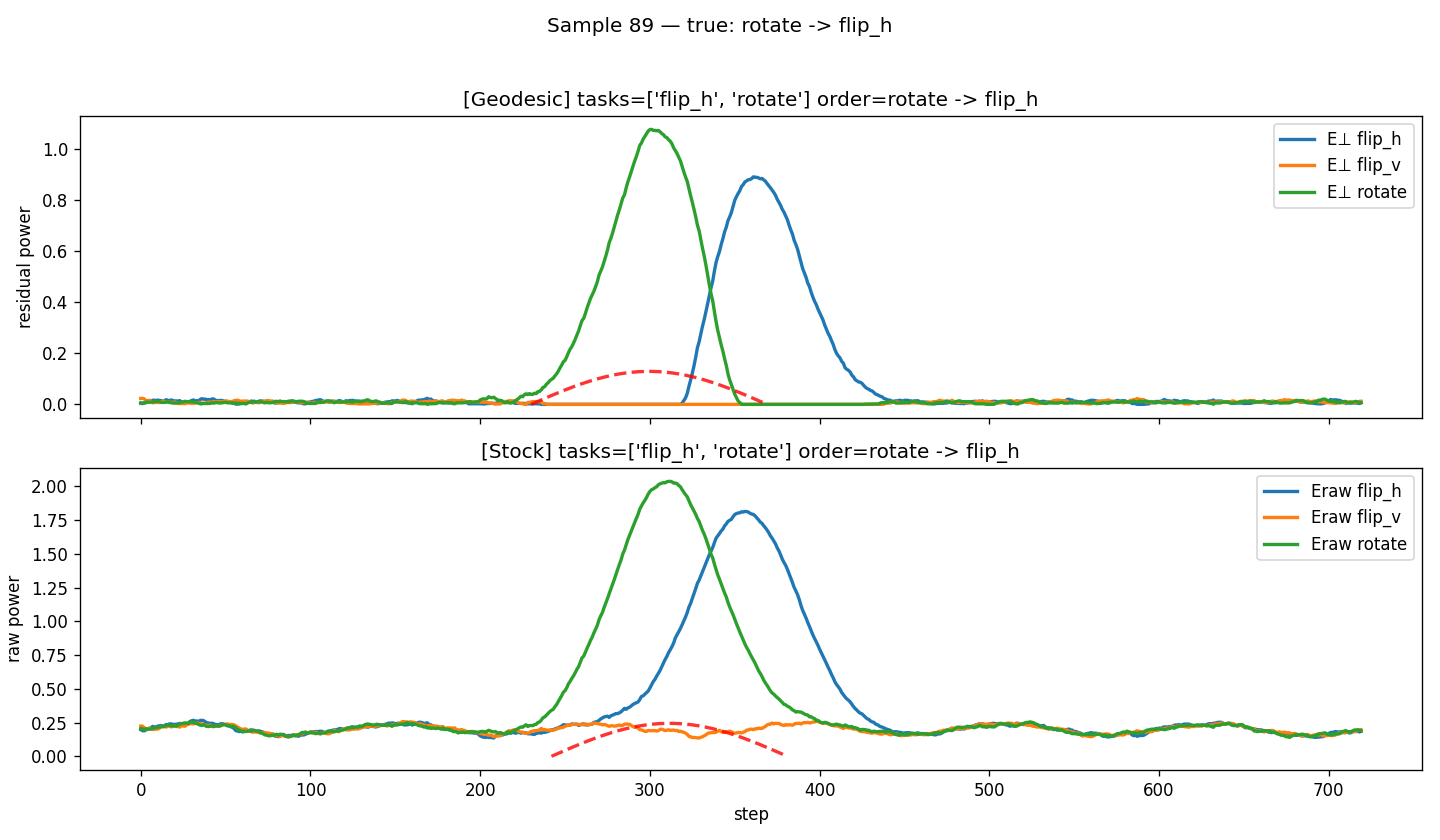 Sample 89 — true: rotate -> flip_h
[Geodesic] tasks=['flip_h', 'rotate'] order=rotate -> flip_h
residual power
1.0
0.8
0.6
0.4
0.2
0.0
E⊥ flip_h
E⊥ flip_v
E⊥ rotate
[Stock] tasks=['flip_h', 'rotate'] order=rotate -> flip_h
raw power
2.00
1.75
1.50
1.25
1.00
0.75
0.50
0.25
0.00
Eraw flip_h
Eraw flip_v
Eraw rotate
0 100 200 300 400 500 600 700
step